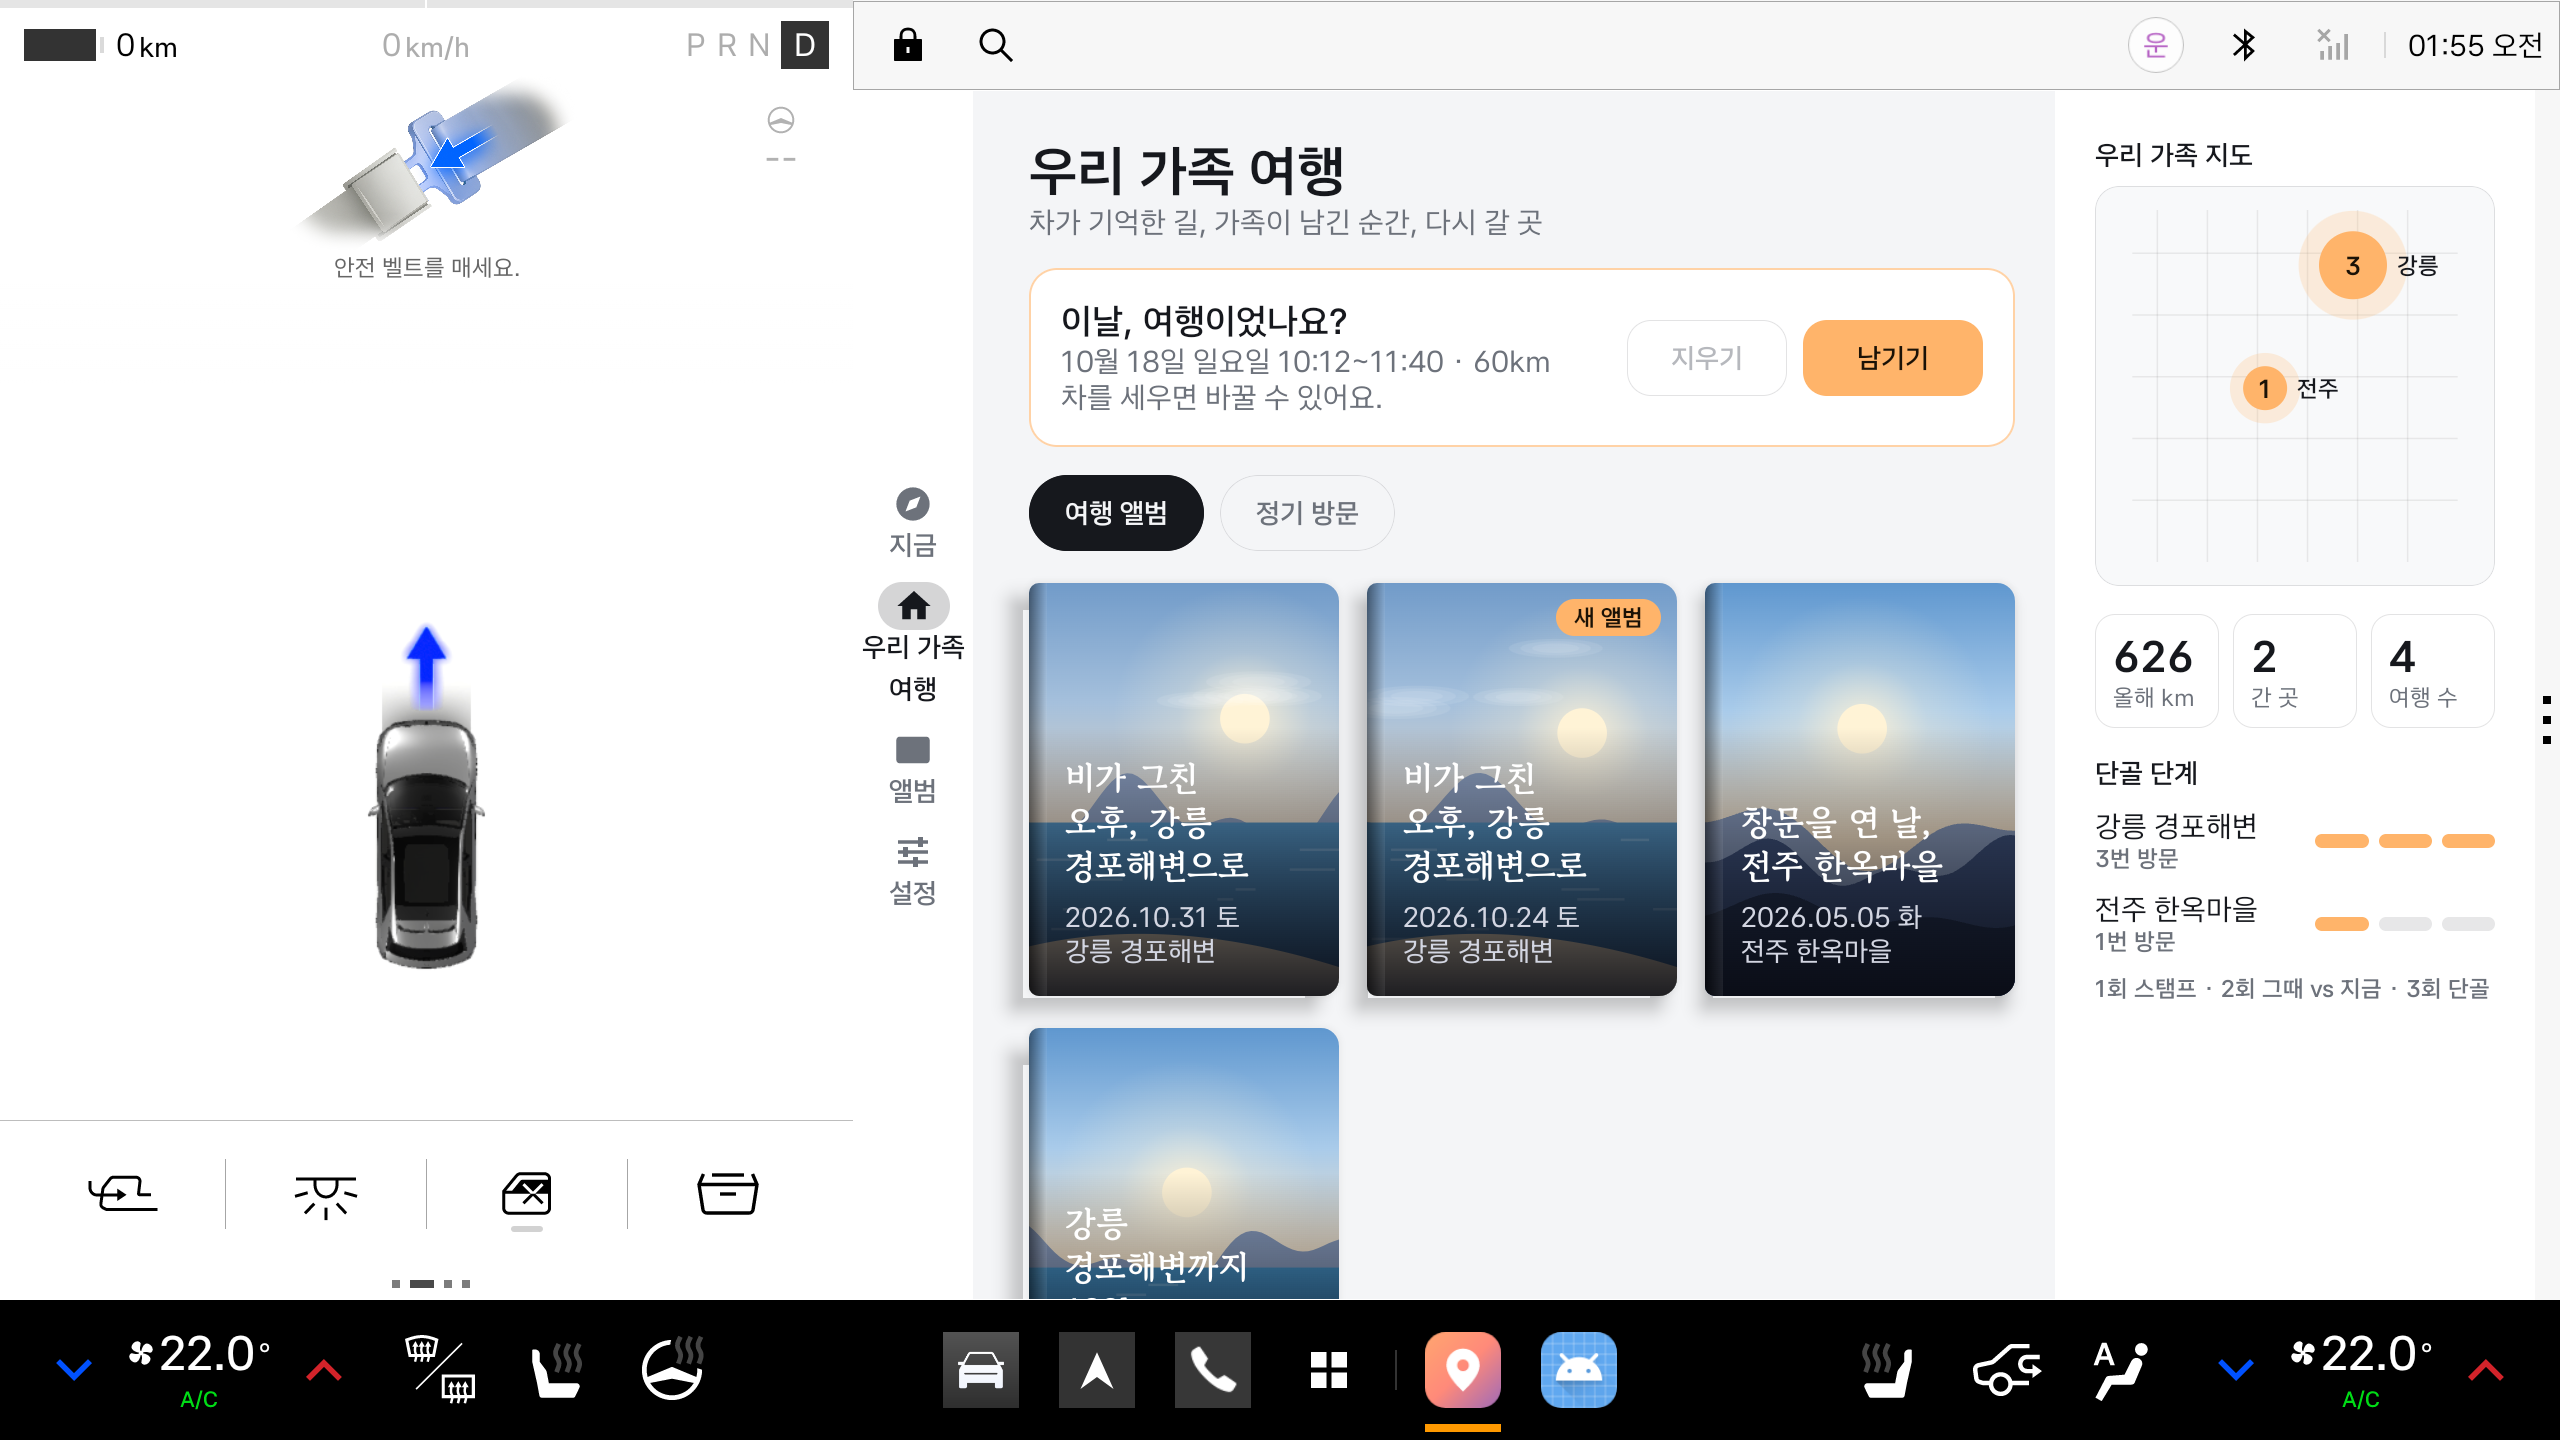 0 km
0 km/h
P R N D
안전 벨트를 매세요.
운
01:55 오전
지금
우리 가족
여행
앨범
설정
우리 가족 여행
차가 기억한 길, 가족이 남긴 순간, 다시 갈 곳
이날, 여행이었나요?
10월 18일 일요일 10:12~11:40 · 60km
차를 세우면 바꿀 수 있어요.
지우기
남기기
여행 앨범
정기 방문
비가 그친
오후, 강릉
경포해변으로
2026.10.31 토
강릉 경포해변
새 앨범
비가 그친
오후, 강릉
경포해변으로
2026.10.24 토
강릉 경포해변
창문을 연 날,
전주 한옥마을
2026.05.05 화
전주 한옥마을
강릉
경포해변까지
우리 가족 지도
3 강릉
1 전주
626
올해 km
2
간 곳
4
여행 수
단골 단계
강릉 경포해변
3번 방문
전주 한옥마을
1번 방문
1회 스탬프 · 2회 그때 vs 지금 · 3회 단골
22.0°
A/C
A
22.0°
A/C